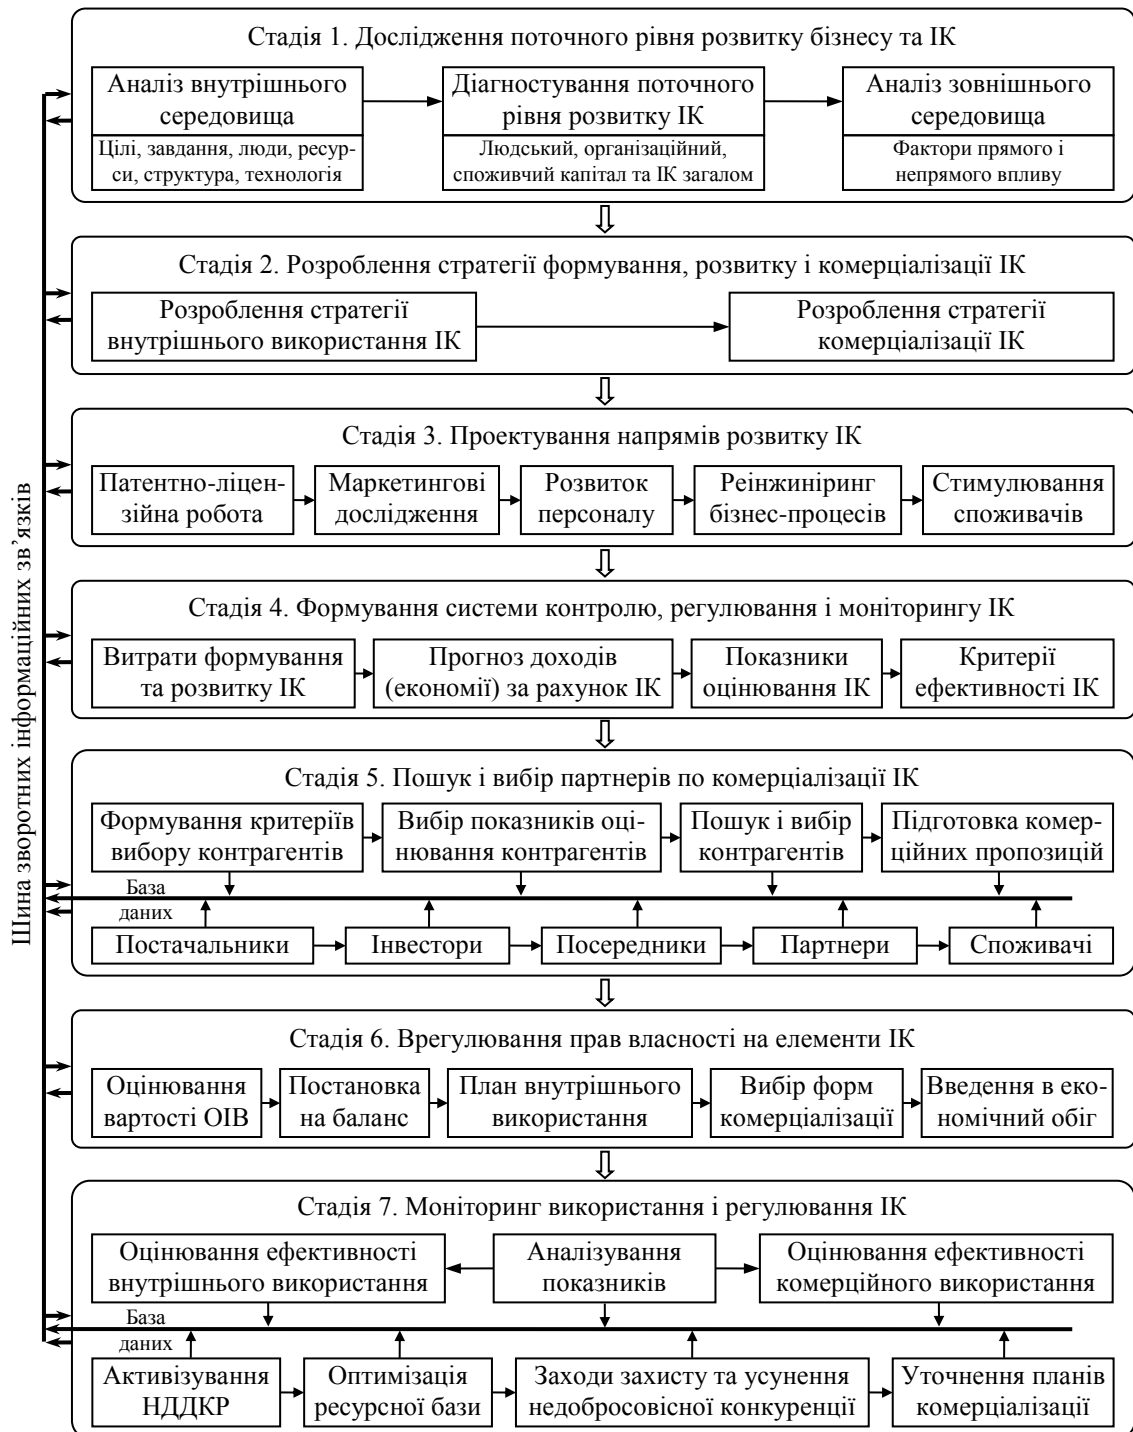 Стадія 1. Дослідження поточного рівня розвитку бізнесу та ІК
Аналіз внутрішнього
середовища
Цілі, завдання, люди, ресур-
си, структура, технологія
Діагностування поточного
рівня розвитку ІК
Людський, організаційний,
споживчий капітал та ІК загалом
Аналіз зовнішнього
середовища
Фактори прямого і
непрямого впливу
Стадія 2. Розроблення стратегії формування, розвитку і комерціалізації ІК
Розроблення стратегії
внутрішнього використання ІК
Розроблення стратегії
комерціалізації ІК
Стадія 3. Проектування напрямів розвитку ІК
Патентно-ліцен-
зійна робота
Маркетингові
дослідження
Розвиток
персоналу
Реінжиніринг
бізнес-процесів
Стимулювання
споживачів
Стадія 4. Формування системи контролю, регулювання і моніторингу ІК
Витрати формування
та розвитку ІК
Прогноз доходів
(економії) за рахунок ІК
Показники
оцінювання ІК
Критерії
ефективності ІК
Стадія 5. Пошук і вибір партнерів по комерціалізації ІК
Формування критеріїв
вибору контрагентів
Вибір показників оці-
нювання контрагентів
Пошук і вибір
контрагентів
Підготовка комер-
ційних пропозицій
База
даних
Постачальники
Інвестори
Посередники
Партнери
Споживачі
Стадія 6. Врегулювання прав власності на елементи ІК
Оцінювання
вартості ОІВ
Постановка
на баланс
План внутрішнього
використання
Вибір форм
комерціалізації
Введення в еко-
номічний обіг
Стадія 7. Моніторинг використання і регулювання ІК
Оцінювання ефективності
внутрішнього використання
Аналізування
показників
Оцінювання ефективності
комерційного використання
База
даних
Активізування
НДДКР
Оптимізація
ресурсної бази
Заходи захисту та усунення
недобросовісної конкуренції
Уточнення планів
комерціалізації
Шина зворотних інформаційних зв’язків